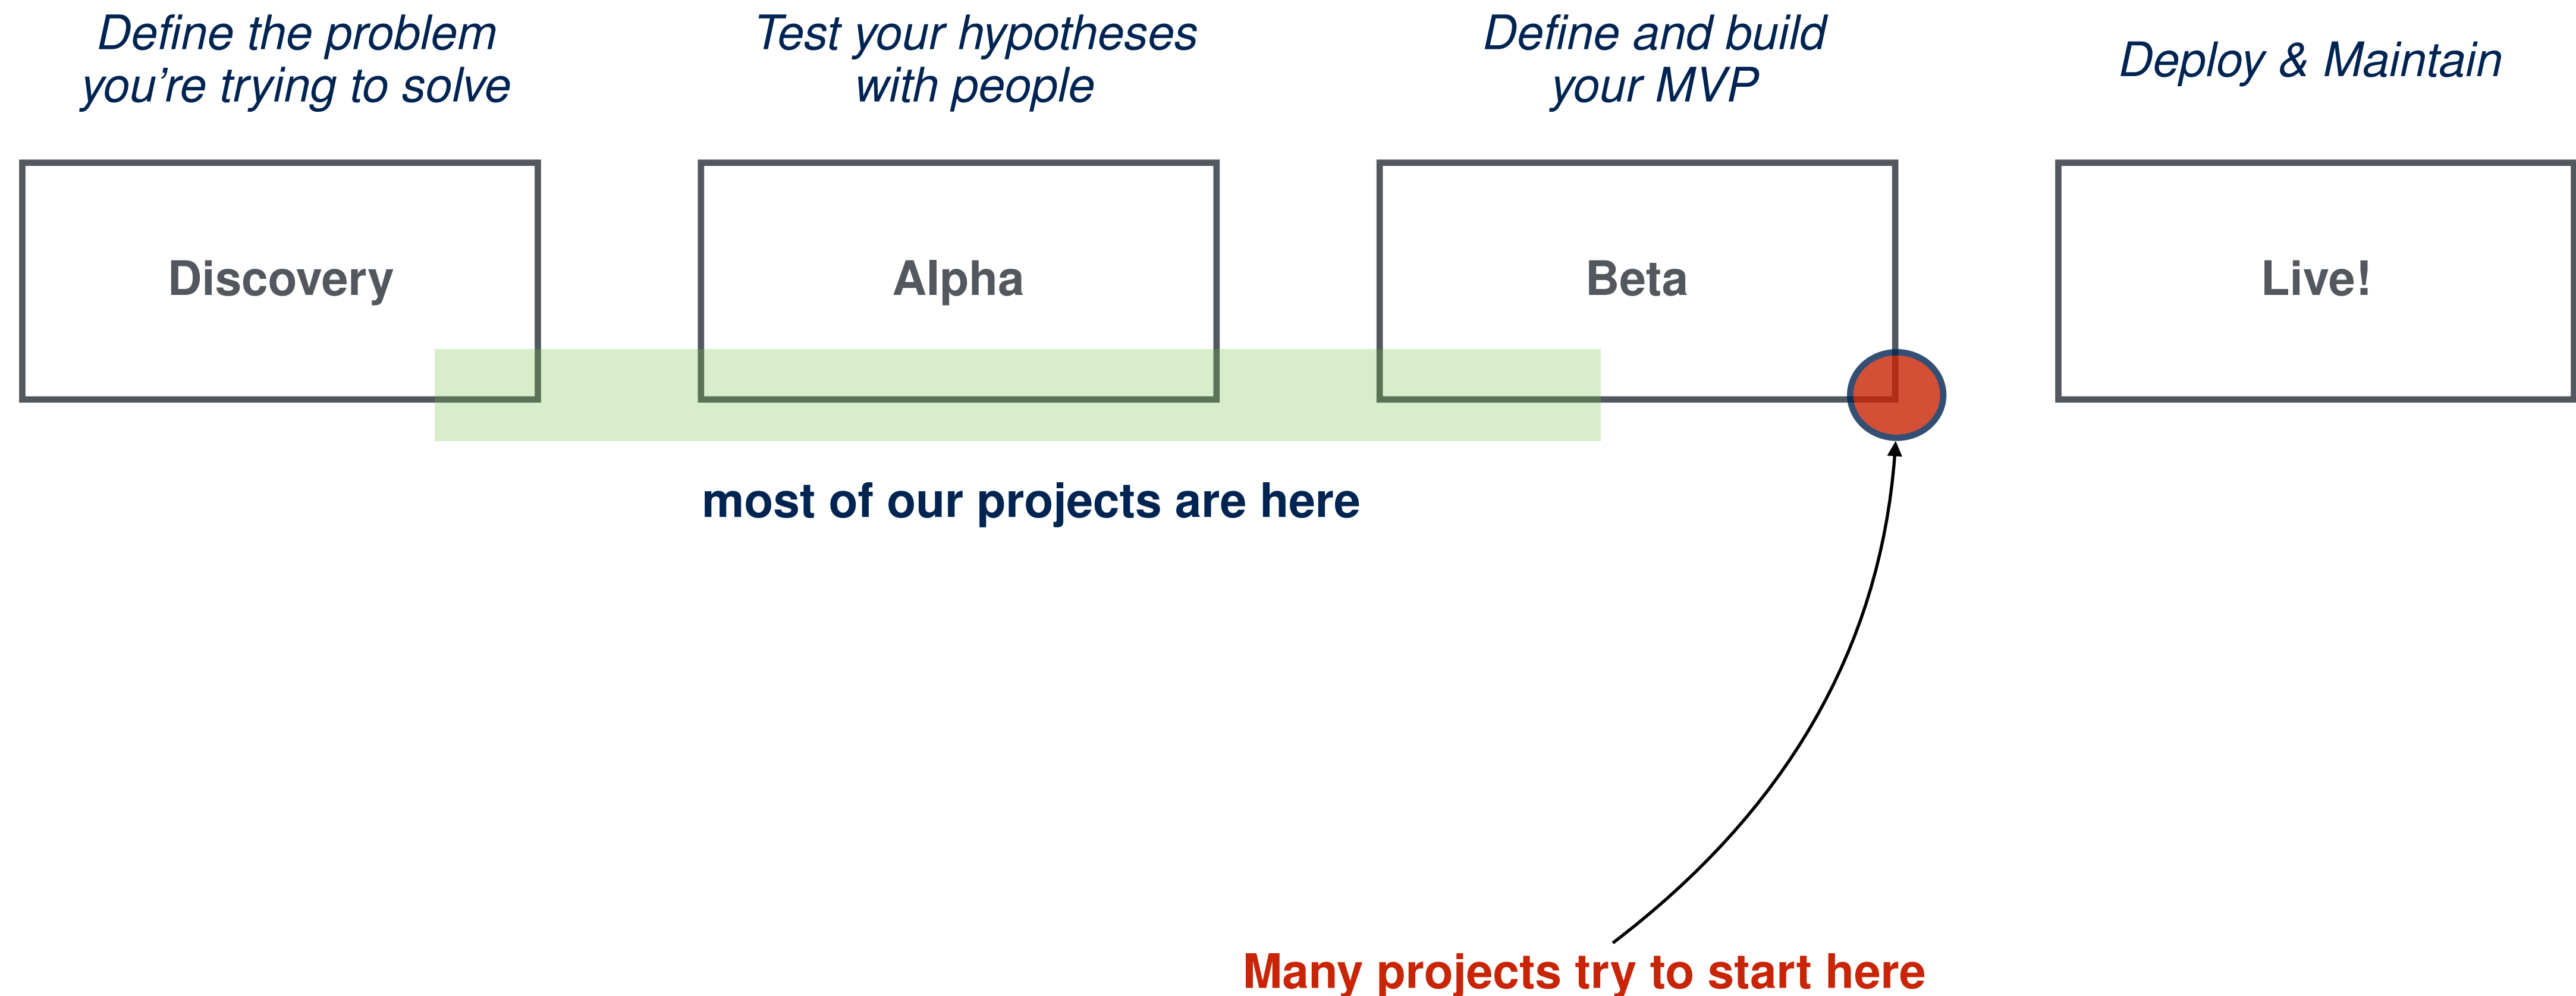 Define the problem
you’re trying to solve
Test your hypotheses
with people
Define and build
your MVP
Deploy & Maintain
Discovery
Alpha
Beta
Live!
most of our projects are here
Many projects try to start here